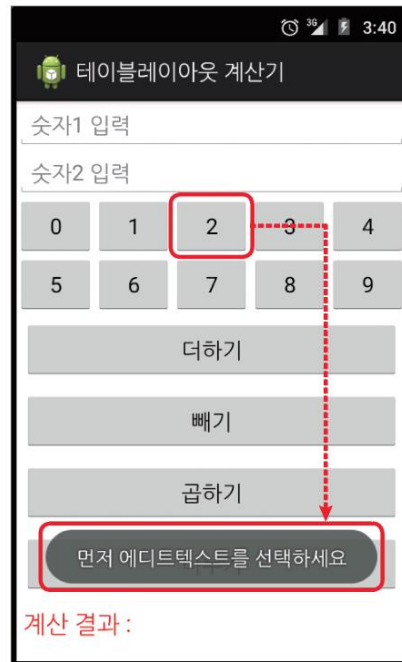 3G 3:40
테이블레이아웃 계산기
숫자1 입력
숫자2 입력
0 1 2 3 4
5 6 7 8 9
더하기
빼기
곱하기
먼저 에디트텍스트를 선택하세요
계산 결과 :